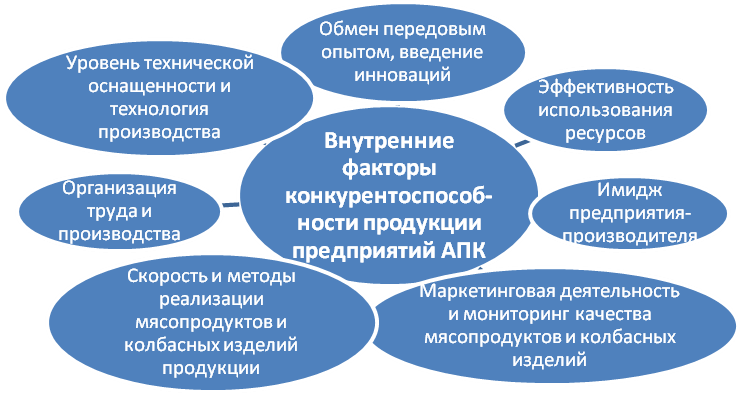 Обмен передовым
опытом, введение
инноваций
Уровень технической
оснащенности и
технология
производства
Эффективность
использования
ресурсов
Внутренние
факторы
конкурентоспособ-
ности продукции
предприятий АПК
Организация
труда и
производства
Имидж
предприятия-
производителя
Скорость и методы
реализации
мясопродуктов и
колбасных изделий
продукции
Маркетинговая деятельность
и мониторинг качества
мясопродуктов и колбасных
изделий